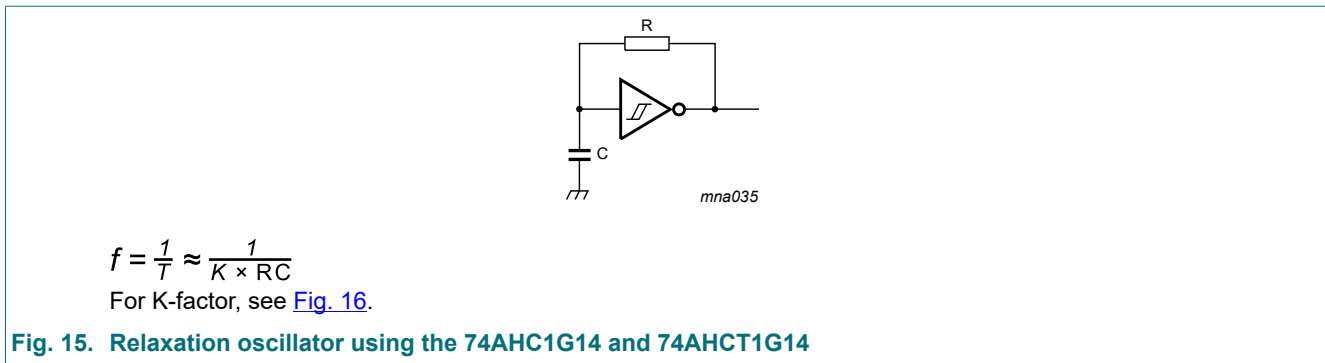 R
C
mna035
f = 1/T ≈ 1/(K × RC)
For K-factor, see Fig. 16.
Fig. 15. Relaxation oscillator using the 74AHC1G14 and 74AHCT1G14